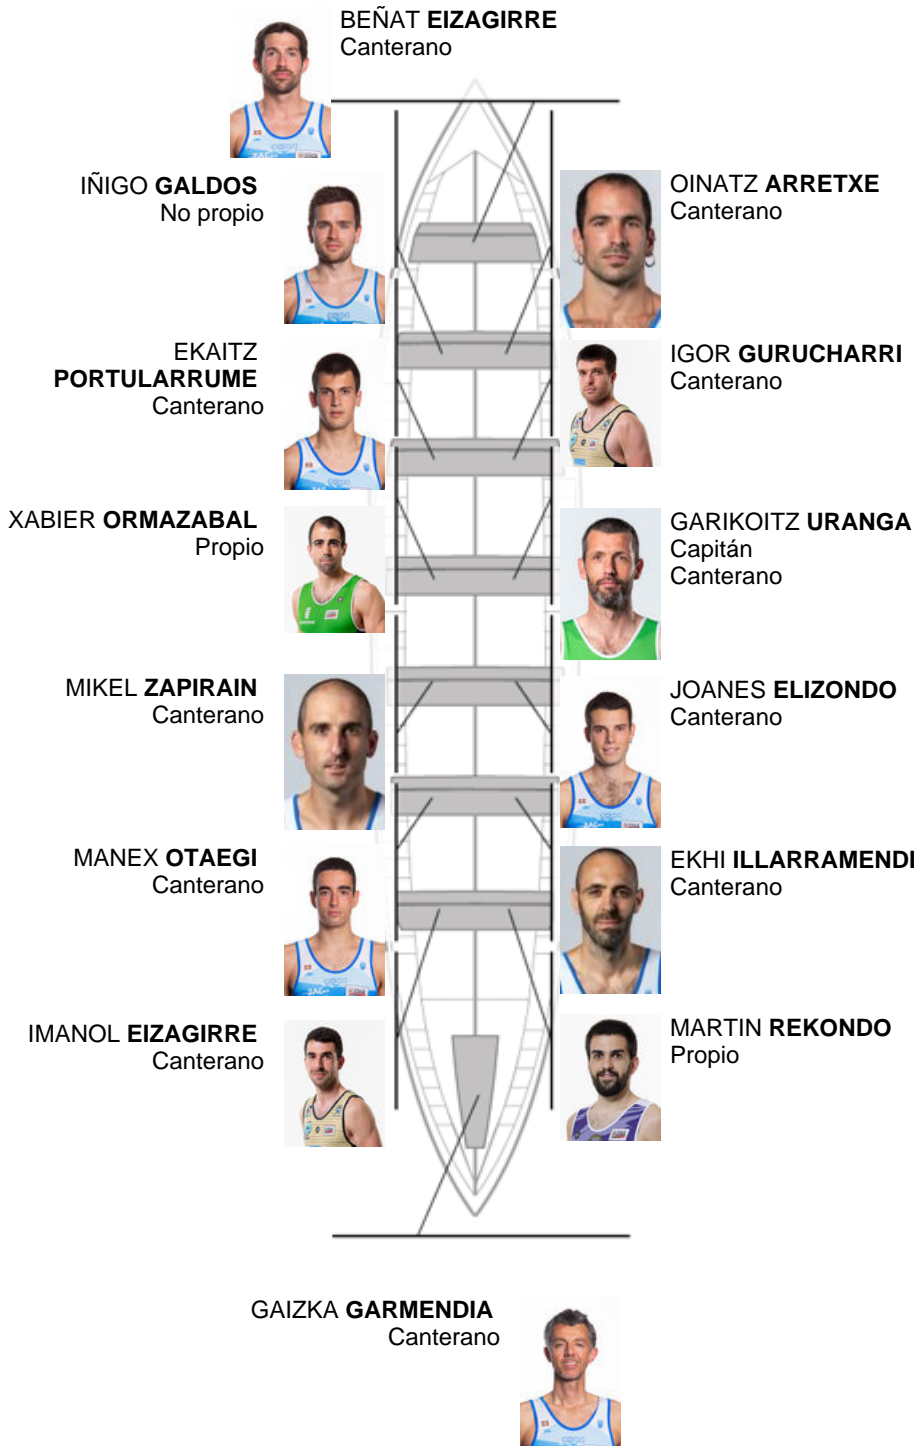 BEÑAT EIZAGIRRE
Canterano
IÑIGO GALDOS
No propio
OINATZ ARRETXE
Canterano
EKAITZ
PORTULARRUME
Canterano
IGOR GURUCHARRI
Canterano
XABIER ORMAZABAL
Propio
GARIKOITZ URANGA
Capitán
Canterano
MIKEL ZAPIRAIN
Canterano
JOANES ELIZONDO
Canterano
MANEX OTAEGI
Canterano
EKHI ILLARRAMENDI
Canterano
IMANOL EIZAGIRRE
Canterano
MARTIN REKONDO
Propio
GAIZKA GARMENDIA
Canterano